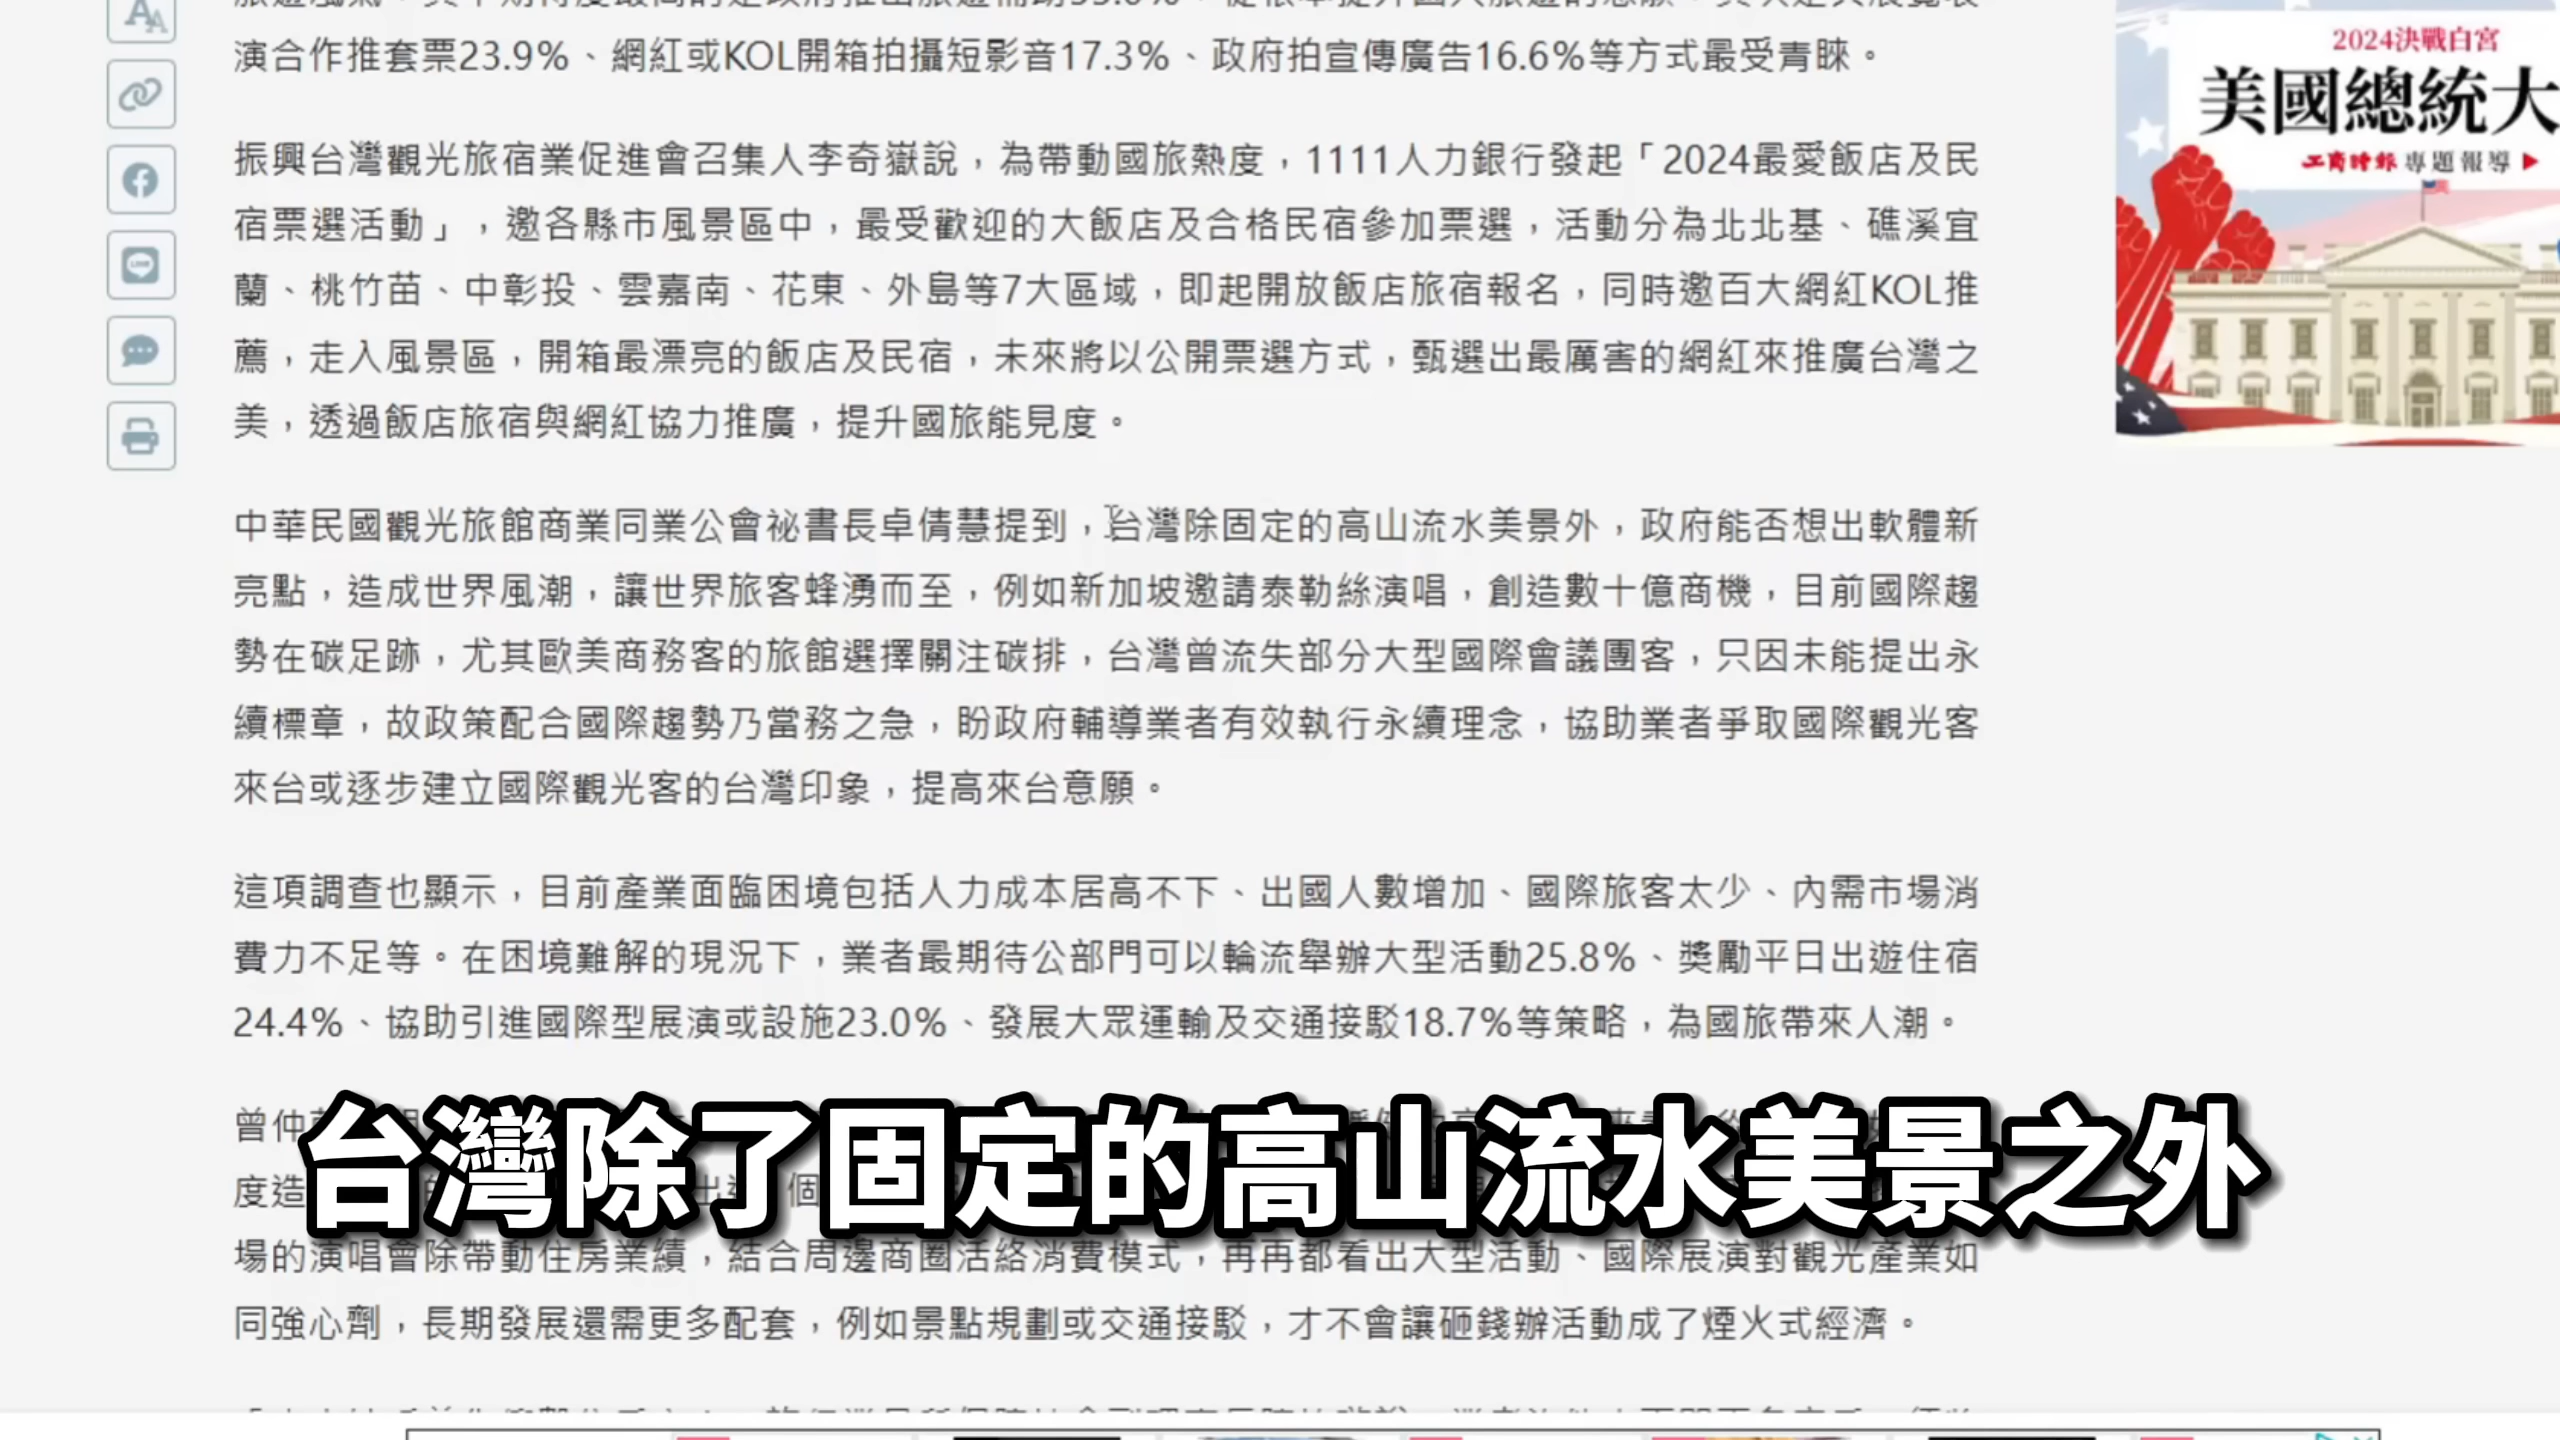 演合作推套票23.9%、網紅或KOL開箱拍攝短影音17.3%、政府拍宣傳廣告16.6%等方式最受青睞。
振興台灣觀光旅宿業促進會召集人李奇嶽說，為帶動國旅熱度，1111人力銀行發起「2024最愛飯店及民
宿票選活動」，邀各縣市風景區中，最受歡迎的大飯店及合格民宿參加票選，活動分為北北基、礁溪宜
蘭、桃竹苗、中彰投、雲嘉南、花東、外島等7大區域，即起開放飯店旅宿報名，同時邀百大網紅KOL推
薦，走入風景區，開箱最漂亮的飯店及民宿，未來將以公開票選方式，甄選出最厲害的網紅來推廣台灣之
美，透過飯店旅宿與網紅協力推廣，提升國旅能見度。
中華民國觀光旅館商業同業公會祕書長卓倩慧提到，台灣除固定的高山流水美景外，政府能否想出軟體新
亮點，造成世界風潮，讓世界旅客蜂湧而至，例如新加坡邀請泰勒絲演唱，創造數十億商機，目前國際趨
勢在碳足跡，尤其歐美商務客的旅館選擇關注碳排，台灣曾流失部分大型國際會議團客，只因未能提出永
續標章，故政策配合國際趨勢乃當務之急，盼政府輔導業者有效執行永續理念，協助業者爭取國際觀光客
來台或逐步建立國際觀光客的台灣印象，提高來台意願。
這項調查也顯示，目前產業面臨困境包括人力成本居高不下、出國人數增加、國際旅客太少、內需市場消
費力不足等。在困境難解的現況下，業者最期待公部門可以輪流舉辦大型活動25.8%、獎勵平日出遊住宿
24.4%、協助引進國際型展演或設施23.0%、發展大眾運輸及交通接駁18.7%等策略，為國旅帶來人潮。
曾仲
度造
台灣除了固定的高山流水美景之外
場的演唱會除帶動住房業績，結合周邊商圈活絡消費模式，再再都看出大型活動、國際展演對觀光產業如
同強心劑，長期發展還需更多配套，例如景點規劃或交通接駁，才不會讓砸錢辦活動成了煙火式經濟。
2024決戰白宮
美國總統大
工商時報 專題報導
LINE